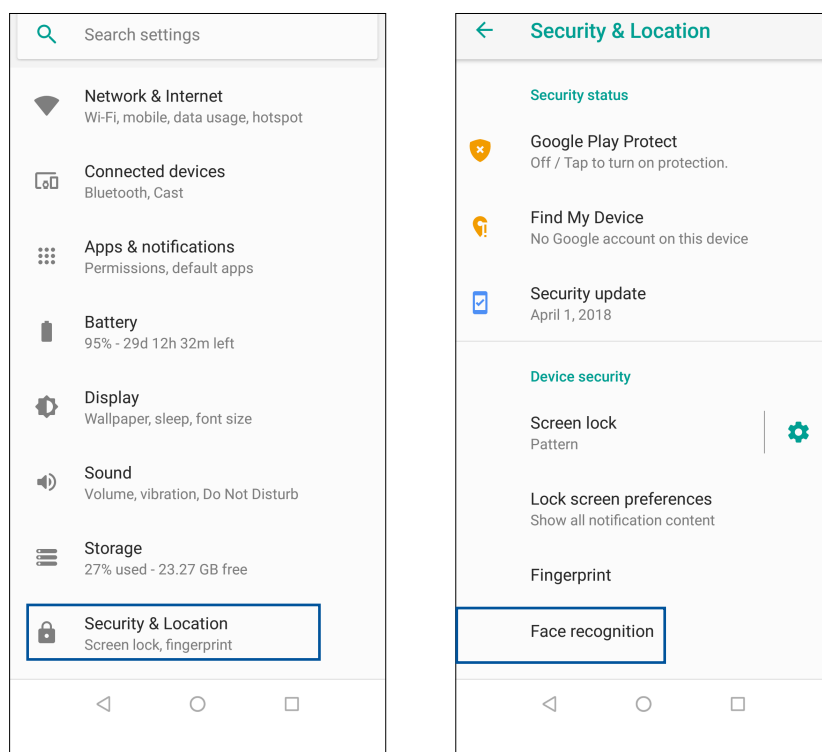 Search settings
Network & Internet
Wi-Fi, mobile, data usage, hotspot
Connected devices
Bluetooth, Cast
Apps & notifications
Permissions, default apps
Battery
95% - 29d 12h 32m left
Display
Wallpaper, sleep, font size
Sound
Volume, vibration, Do Not Disturb
Storage
27% used - 23.27 GB free
Security & Location
Screen lock, fingerprint
Security & Location
Security status
Google Play Protect
Off / Tap to turn on protection.
Find My Device
No Google account on this device
Security update
April 1, 2018
Device security
Screen lock
Pattern
Lock screen preferences
Show all notification content
Fingerprint
Face recognition